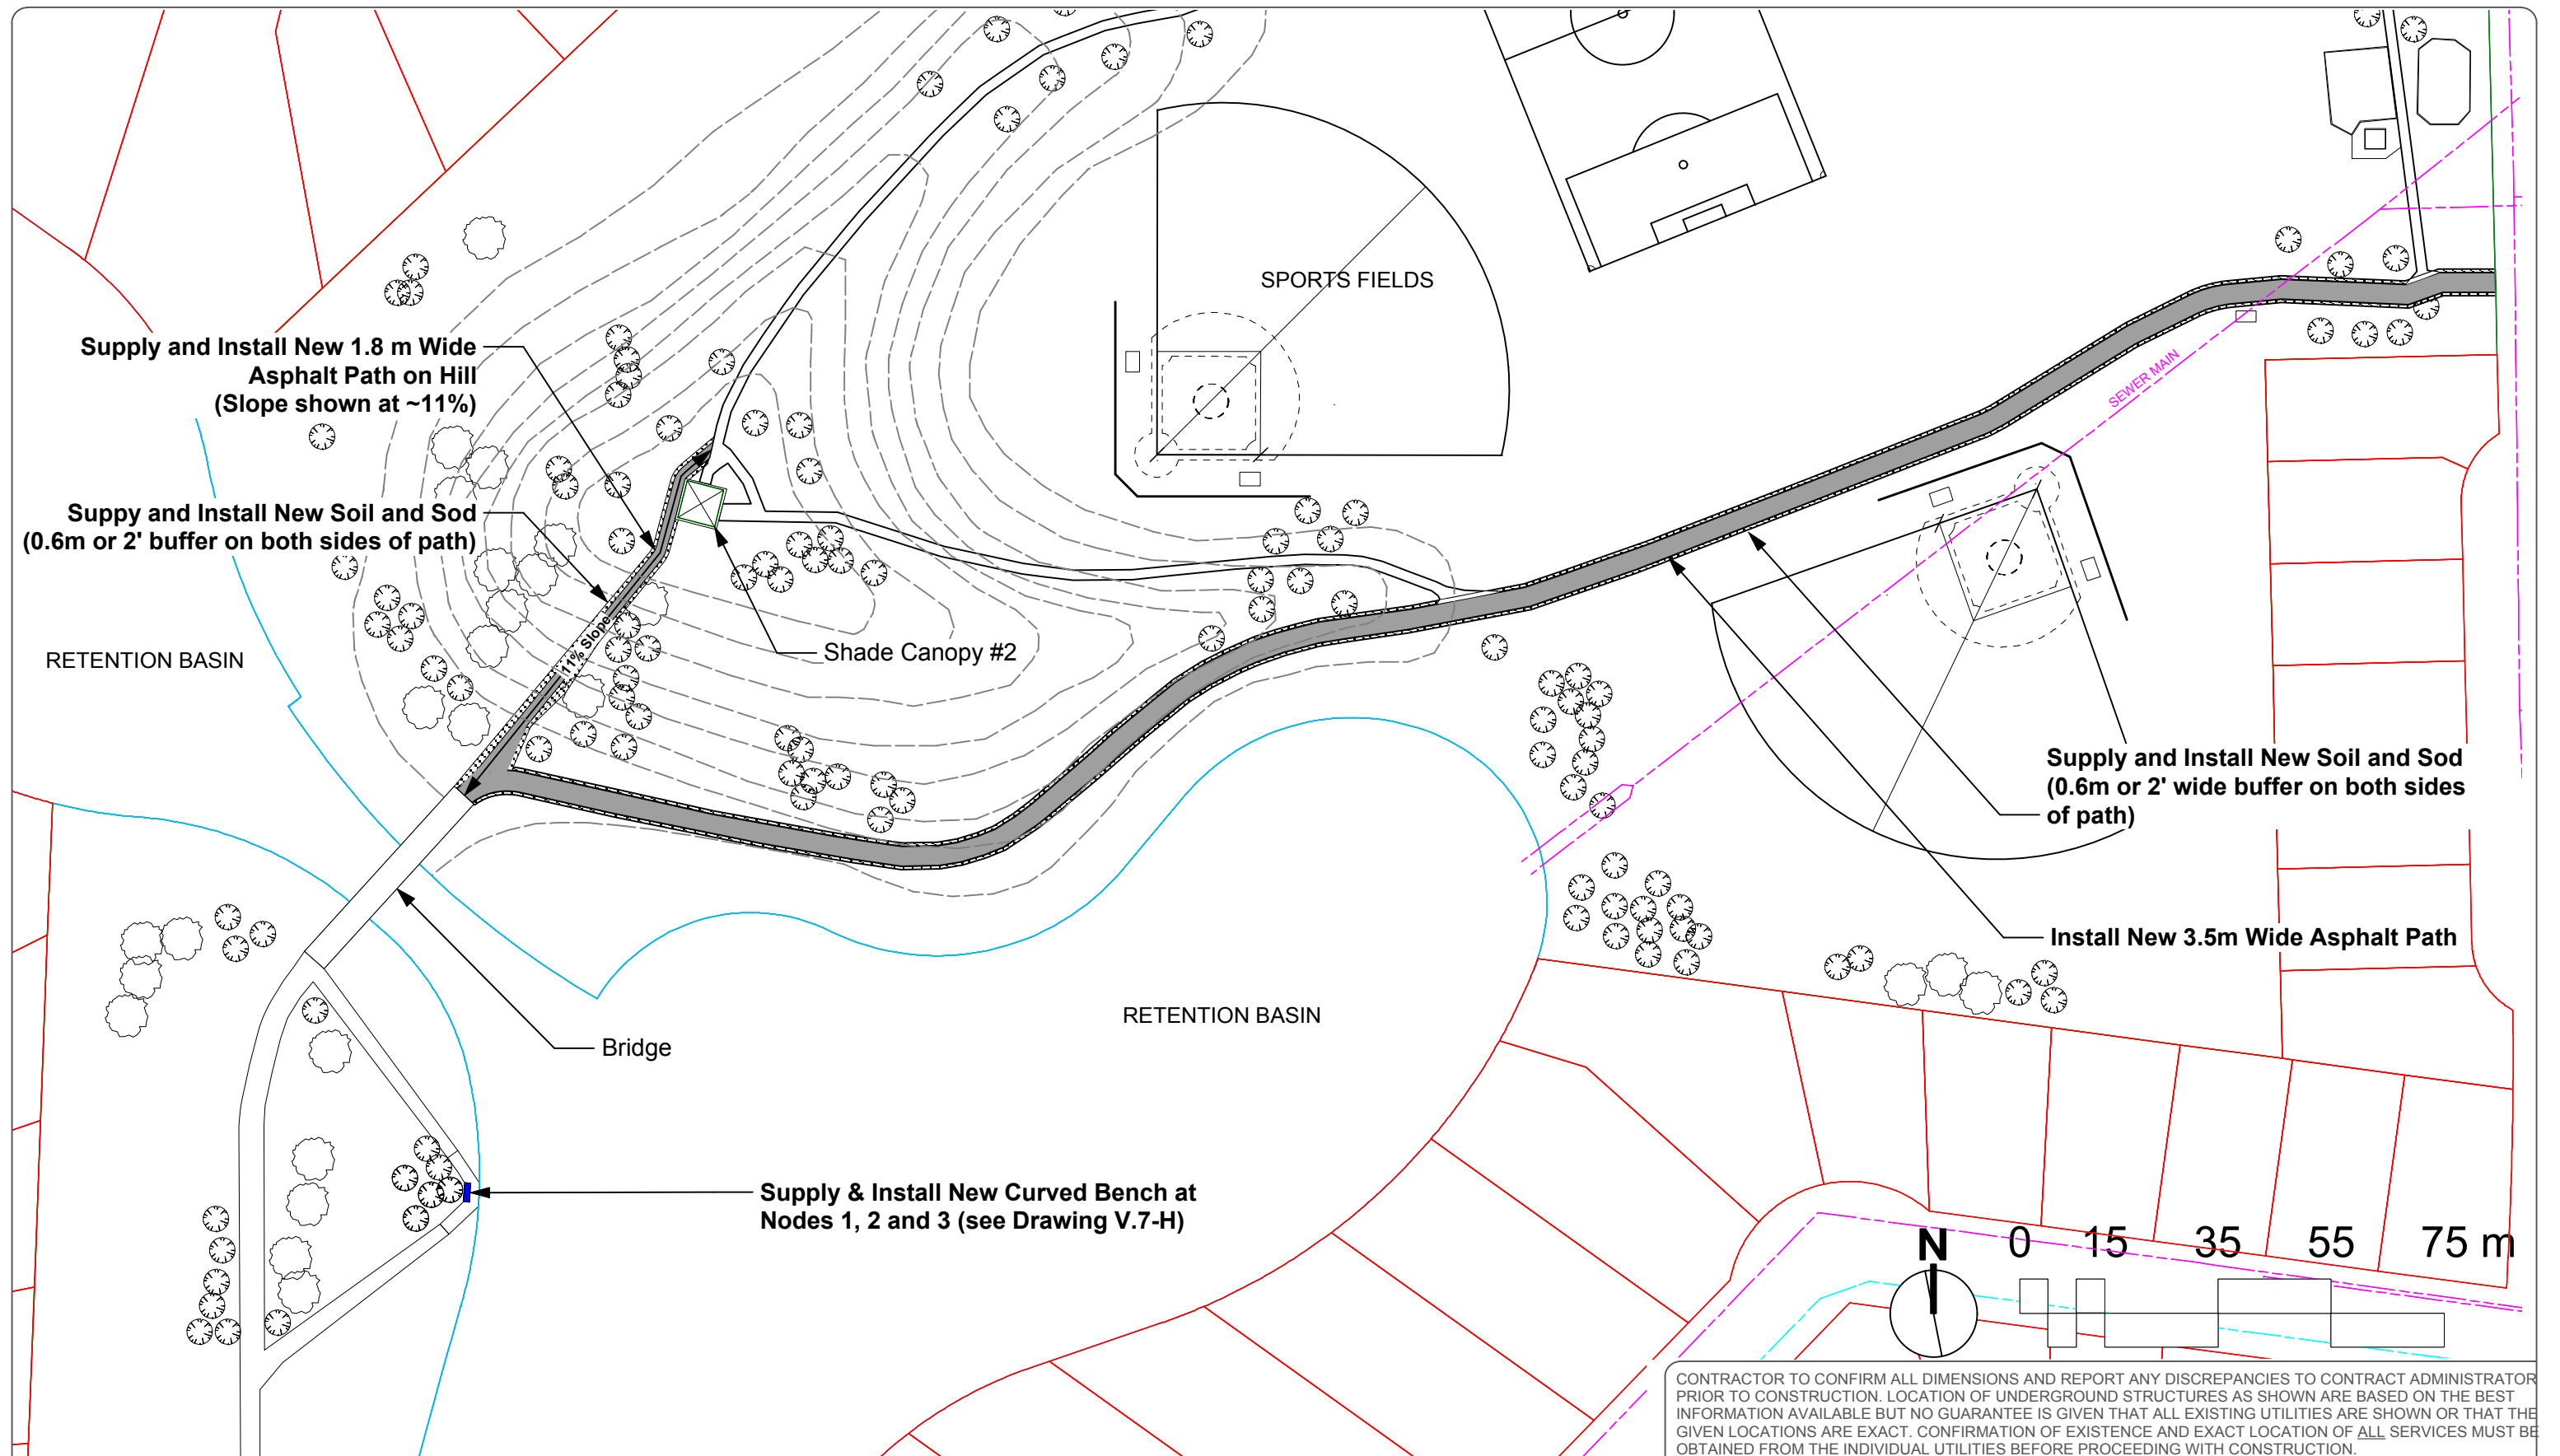 SPORTS FIELDS
Supply and Install New 1.8 m Wide
Asphalt Path on Hill
(Slope shown at ~11%)
SEWER MAIN
Suppy and Install New Soil and Sod
(0.6m or 2' buffer on both sides of path)
11% Slope
Shade Canopy #2
RETENTION BASIN
Supply and Install New Soil and Sod
(0.6m or 2' wide buffer on both sides
of path)
Install New 3.5m Wide Asphalt Path
RETENTION BASIN
Bridge
Supply & Install New Curved Bench at
Nodes 1, 2 and 3 (see Drawing V.7-H)
N 0 15 35 55 75 m
CONTRACTOR TO CONFIRM ALL DIMENSIONS AND REPORT ANY DISCREPANCIES TO CONTRACT ADMINISTRATOR
PRIOR TO CONSTRUCTION. LOCATION OF UNDERGROUND STRUCTURES AS SHOWN ARE BASED ON THE BEST
INFORMATION AVAILABLE BUT NO GUARANTEE IS GIVEN THAT ALL EXISTING UTILITIES ARE SHOWN OR THAT THE
GIVEN LOCATIONS ARE EXACT. CONFIRMATION OF EXISTENCE AND EXACT LOCATION OF ALL SERVICES MUST BE
OBTAINED FROM THE INDIVIDUAL UTILITIES BEFORE PROCEEDING WITH CONSTRUCTION.